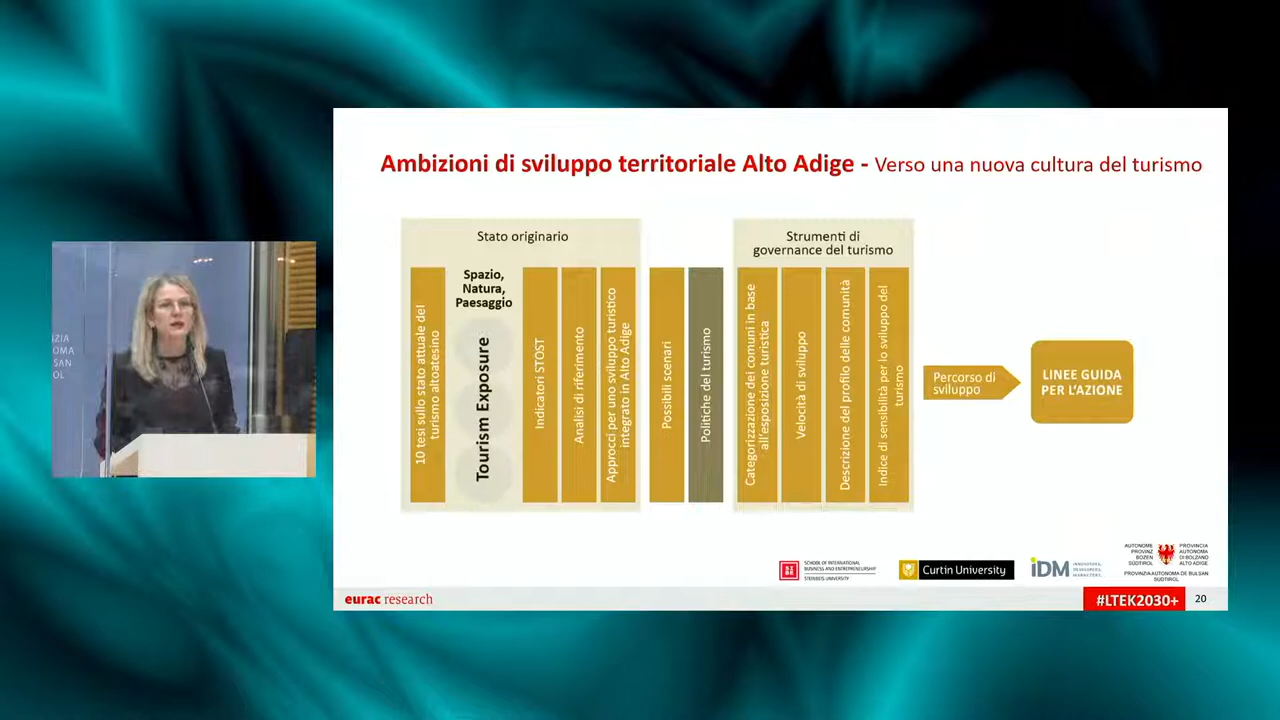 Ambizioni di sviluppo territoriale Alto Adige - Verso una nuova cultura del turismo
Stato originario
10 tesi sullo stato attuale del
turismo altoatesino
Spazio,
Natura,
Paesaggio
Tourism Exposure
Indicatori STOST
Analisi di riferimento
Approcci per uno sviluppo turistico
integrato in Alto Adige
Possibili scenari
Politiche del turismo
Strumenti di
governance del turismo
Categorizzazione dei comuni in base
all'esposizione turistica
Velocità di sviluppo
Descrizione del profilo delle comunità
Indice di sensibilità per lo sviluppo del
turismo
Percorso di
sviluppo
LINEE GUIDA
PER L'AZIONE
ZIA
OMA
SAN
OL
SCHOOL OF INTERNATIONAL
BUSINESS AND ENTREPRENEURSHIP
STEINBEIS-UNIVERSITY
Curtin University
iDM
AUTONOME
PROVINZ
BOZEN
SÜDTIROL
PROVINCIA
AUTONOMA
DI BOLZANO
ALTO ADIGE
PROVINZIA AUTONOMA DE BULSAN
SÜDTIROL
eurac research
#LTEK2030+
20